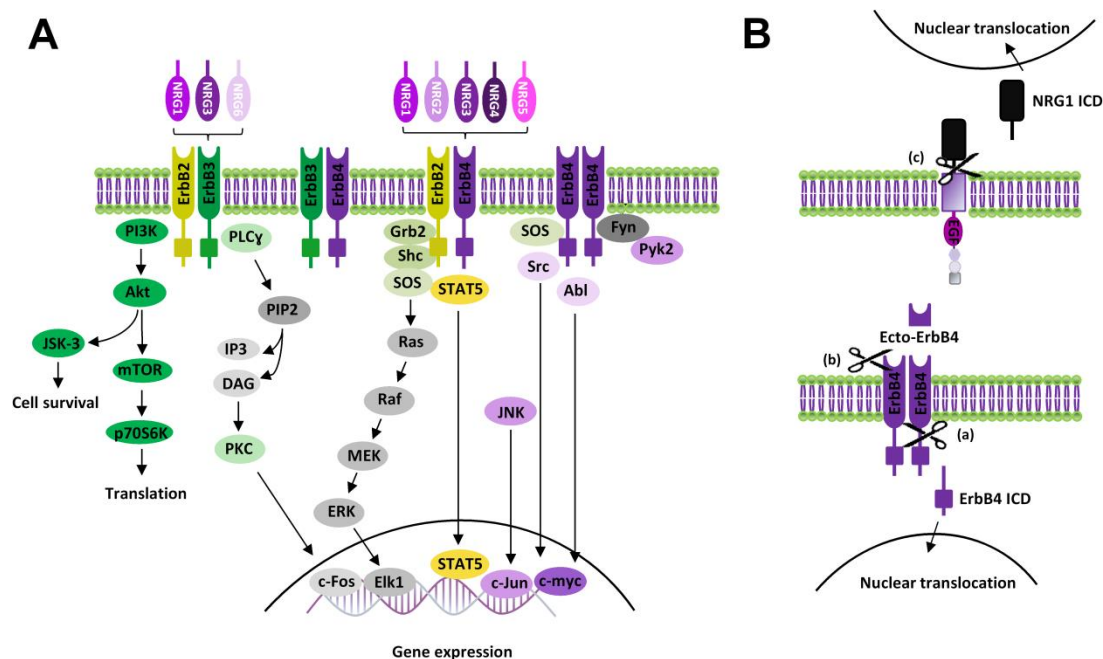 A
NRG1
NRG3
NRG6
NRG1
NRG2
NRG3
NRG4
NRG5
ErbB2
ErbB3
ErbB3
ErbB4
ErbB2
ErbB4
ErbB4
ErbB4
PI3K
PLCɣ
Grb2
Shc
SOS
STAT5
SOS
Src
Abl
Fyn
Pyk2
Akt
PIP2
JSK-3
mTOR
IP3
DAG
Ras
Cell survival
p70S6K
PKC
Raf
JNK
MEK
Translation
ERK
c-Fos
Elk1
STAT5
c-Jun
c-myc
Gene expression
B
Nuclear translocation
NRG1 ICD
(c)
EGF
Ecto-ErbB4
(b)
ErbB4
ErbB4
(a)
ErbB4 ICD
Nuclear translocation